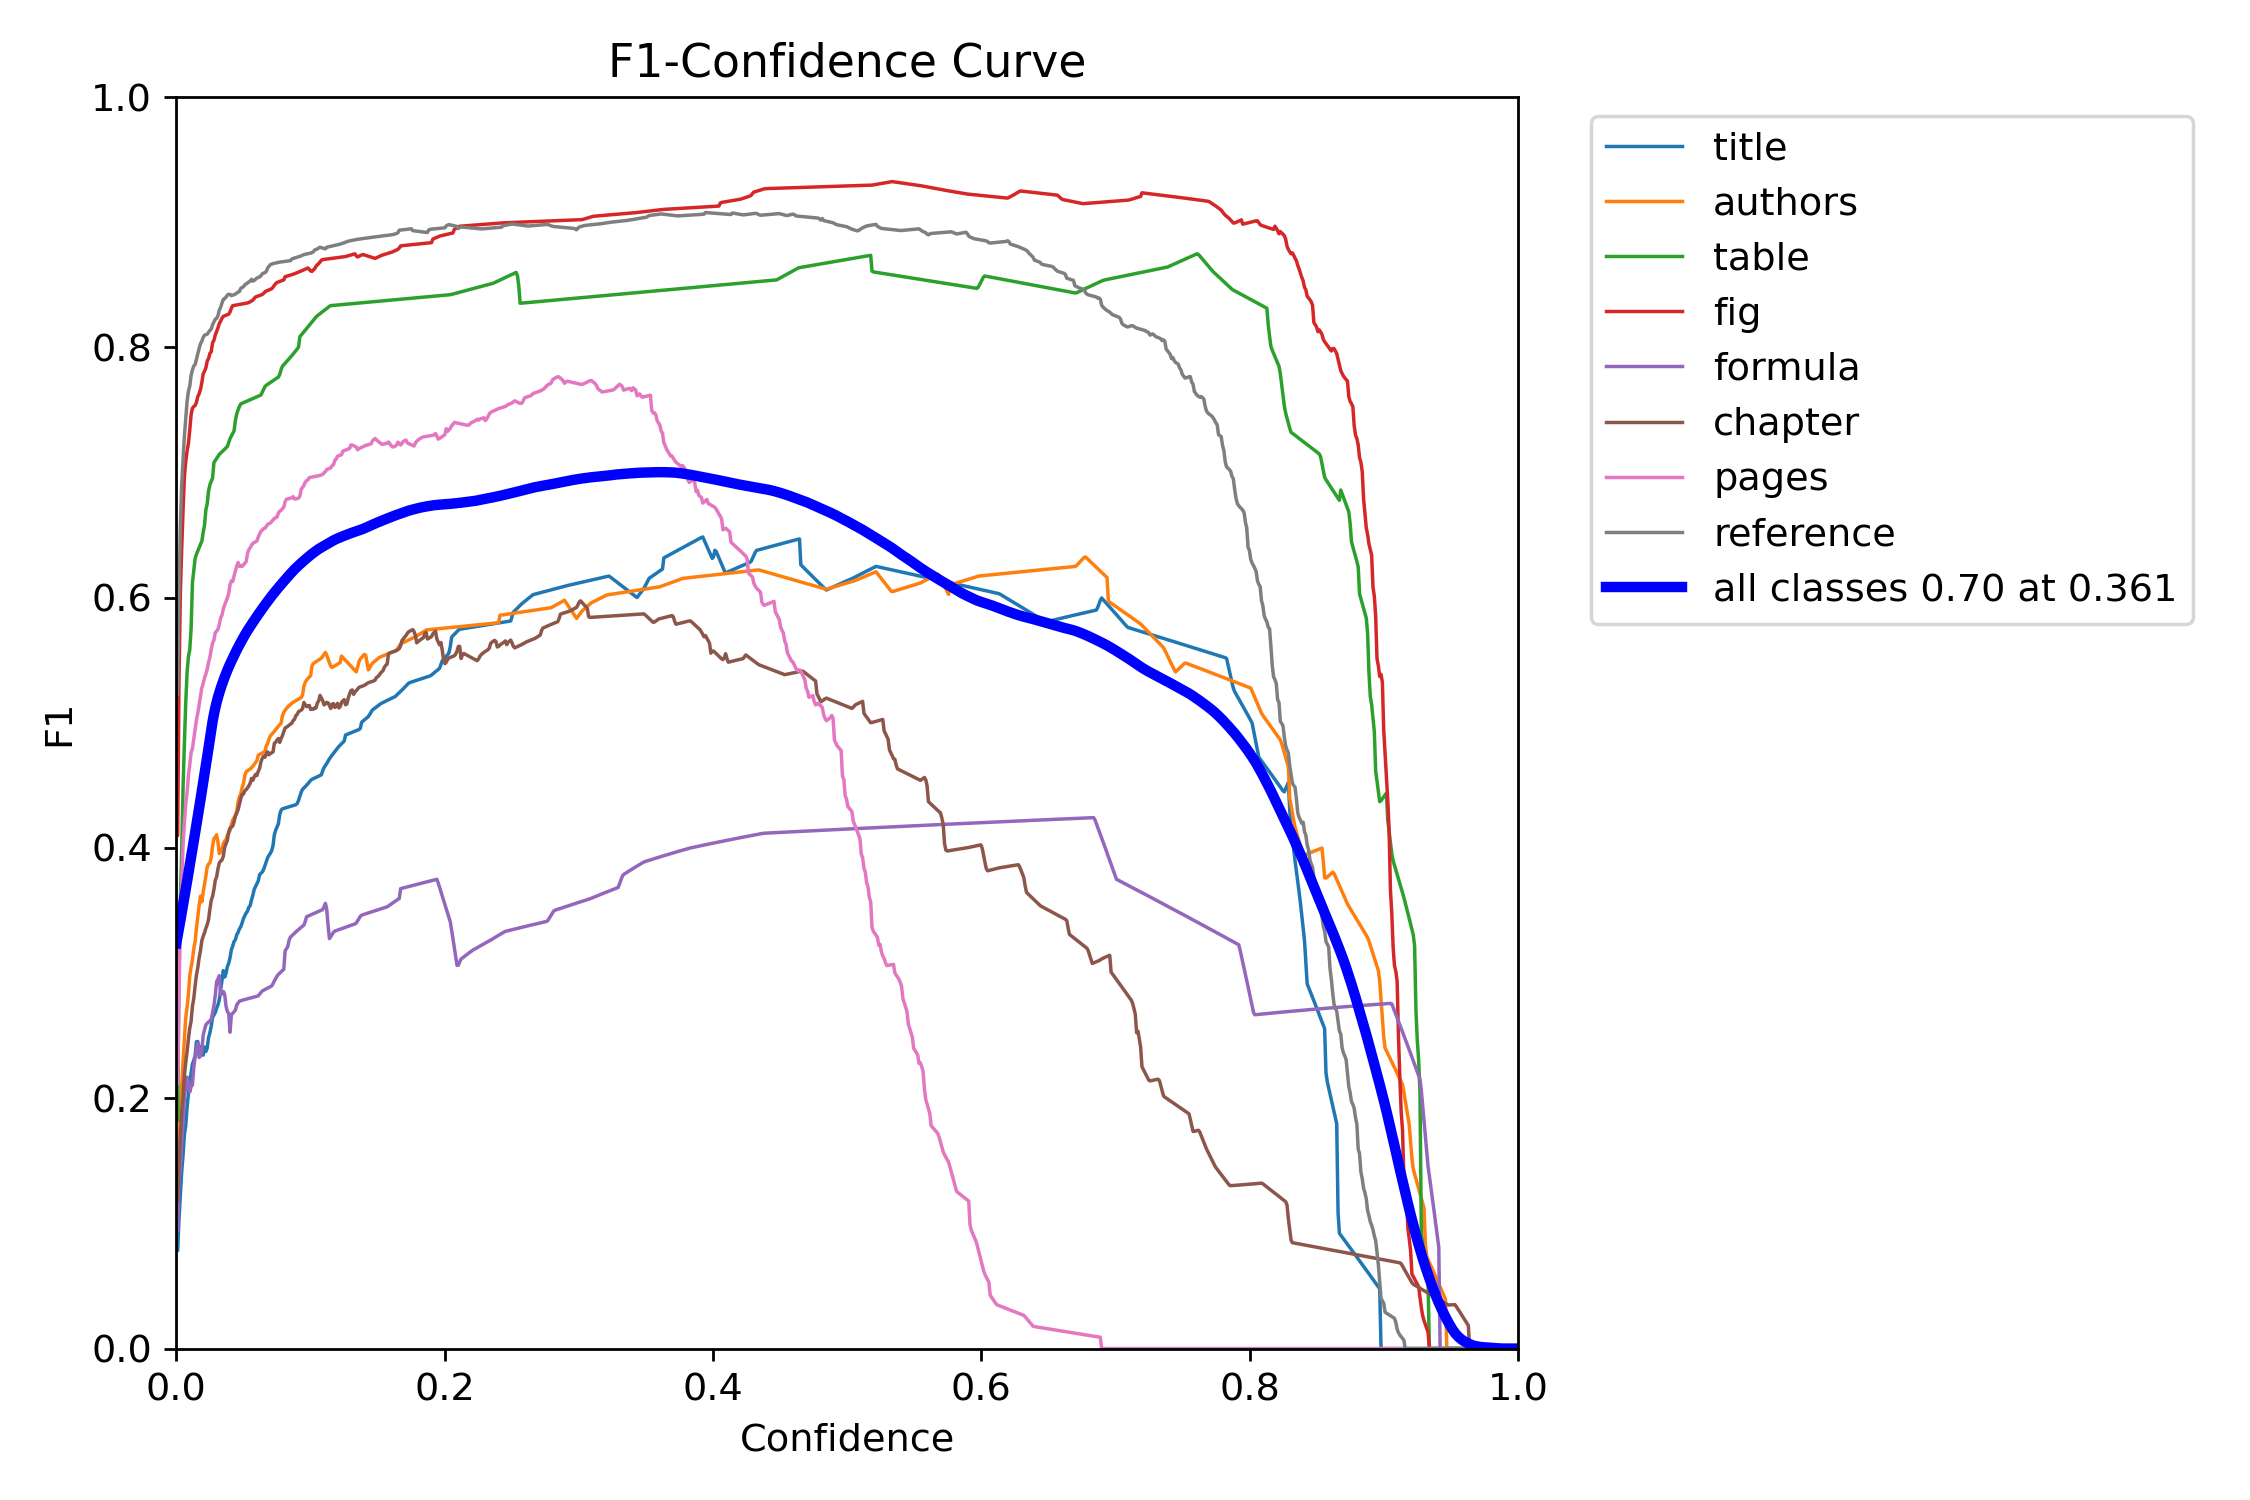 F1-Confidence Curve
1.0
0.8
0.6
0.4
0.2
0.0
F1
0.0 0.2 0.4 0.6 0.8 1.0
Confidence
title
authors
table
fig
formula
chapter
pages
reference
all classes 0.70 at 0.361